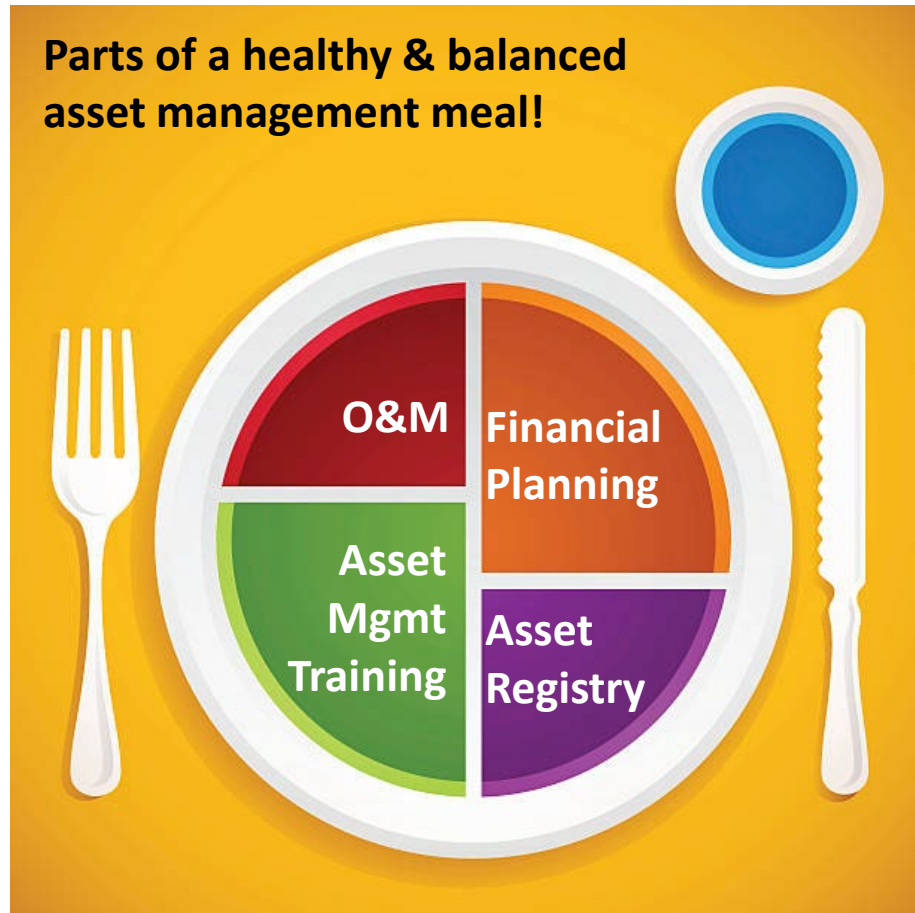 Parts of a healthy & balanced
asset management meal!
O&M
Financial
Planning
Asset
Mgmt
Training
Asset
Registry